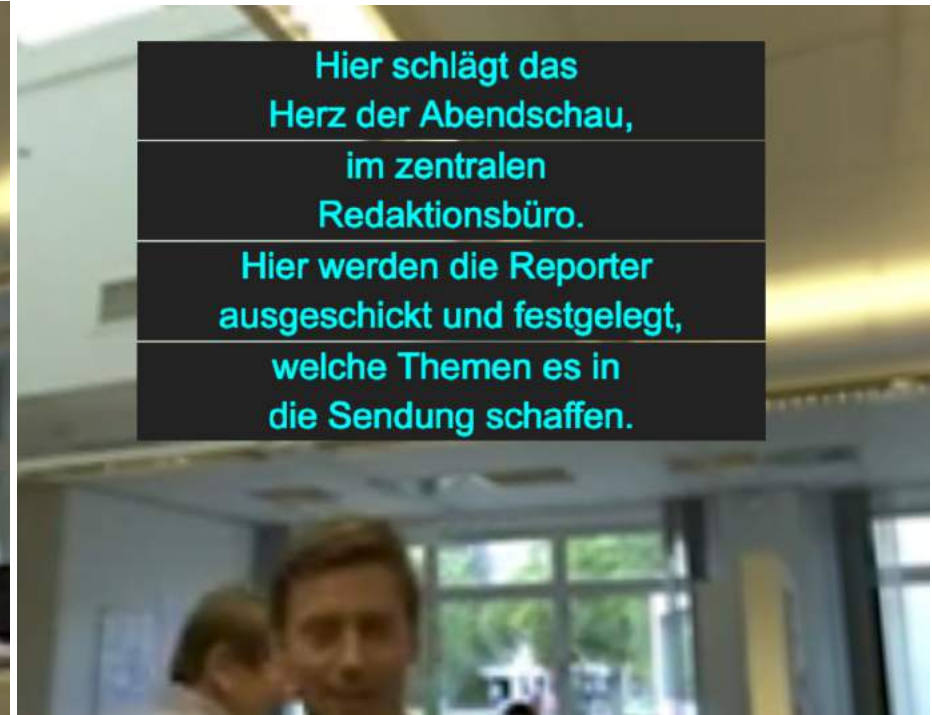 Hier schlägt das
Herz der Abendschau,
im zentralen
Redaktionsbüro.
Hier werden die Reporter
ausgeschickt und festgelegt,
welche Themen es in
die Sendung schaffen.